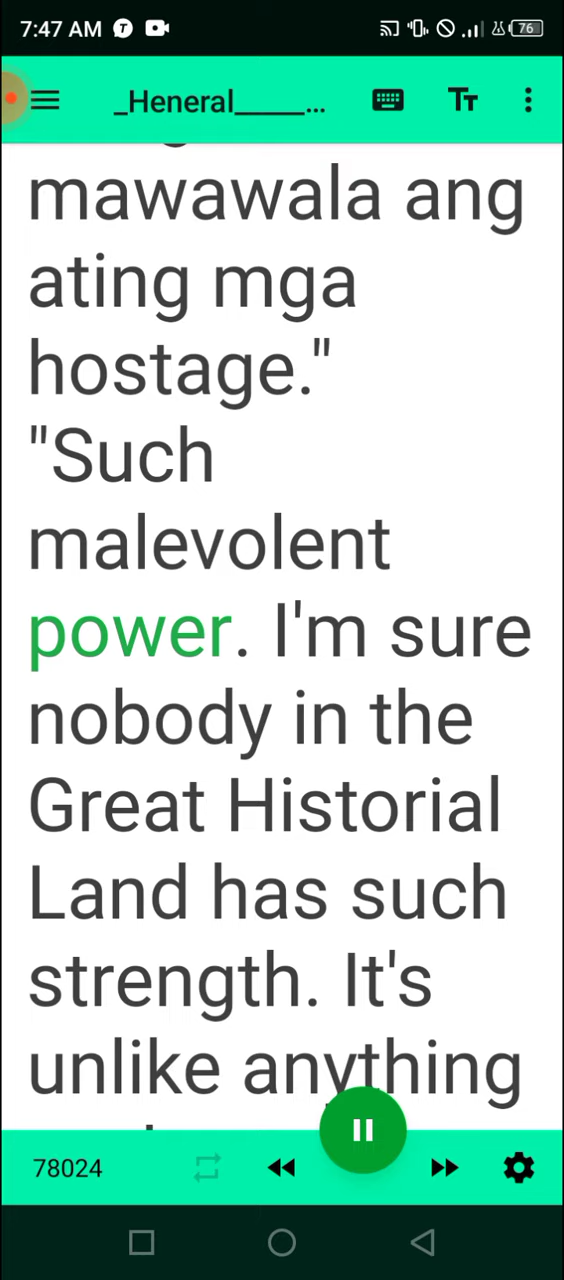 7:47 AM
76
_Heneral_____...
mawawala ang
ating mga
hostage."
"Such
malevolent
power. I'm sure
nobody in the
Great Historial
Land has such
strength. It's
unlike anything
78024